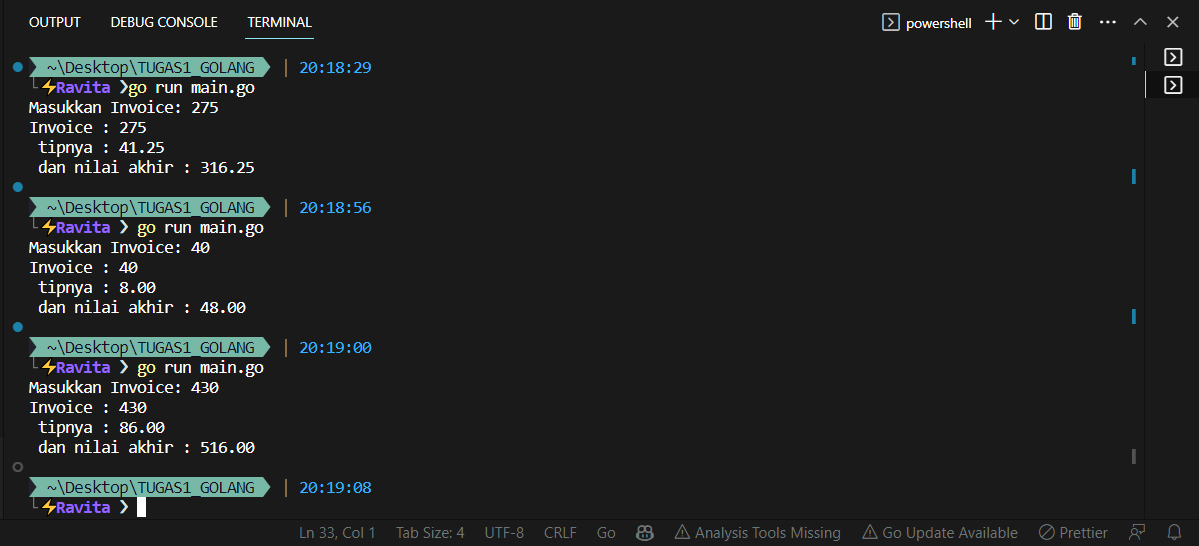 OUTPUT DEBUG CONSOLE TERMINAL powershell
~\Desktop\TUGAS1_GOLANG | 20:18:29
Ravita ❯go run main.go
Masukkan Invoice: 275
Invoice : 275
tipnya : 41.25
dan nilai akhir : 316.25
~\Desktop\TUGAS1_GOLANG | 20:18:56
Ravita ❯ go run main.go
Masukkan Invoice: 40
Invoice : 40
tipnya : 8.00
dan nilai akhir : 48.00
~\Desktop\TUGAS1_GOLANG | 20:19:00
Ravita ❯ go run main.go
Masukkan Invoice: 430
Invoice : 430
tipnya : 86.00
dan nilai akhir : 516.00
~\Desktop\TUGAS1_GOLANG | 20:19:08
Ravita ❯
Ln 33, Col 1 Tab Size: 4 UTF-8 CRLF Go Analysis Tools Missing Go Update Available Prettier